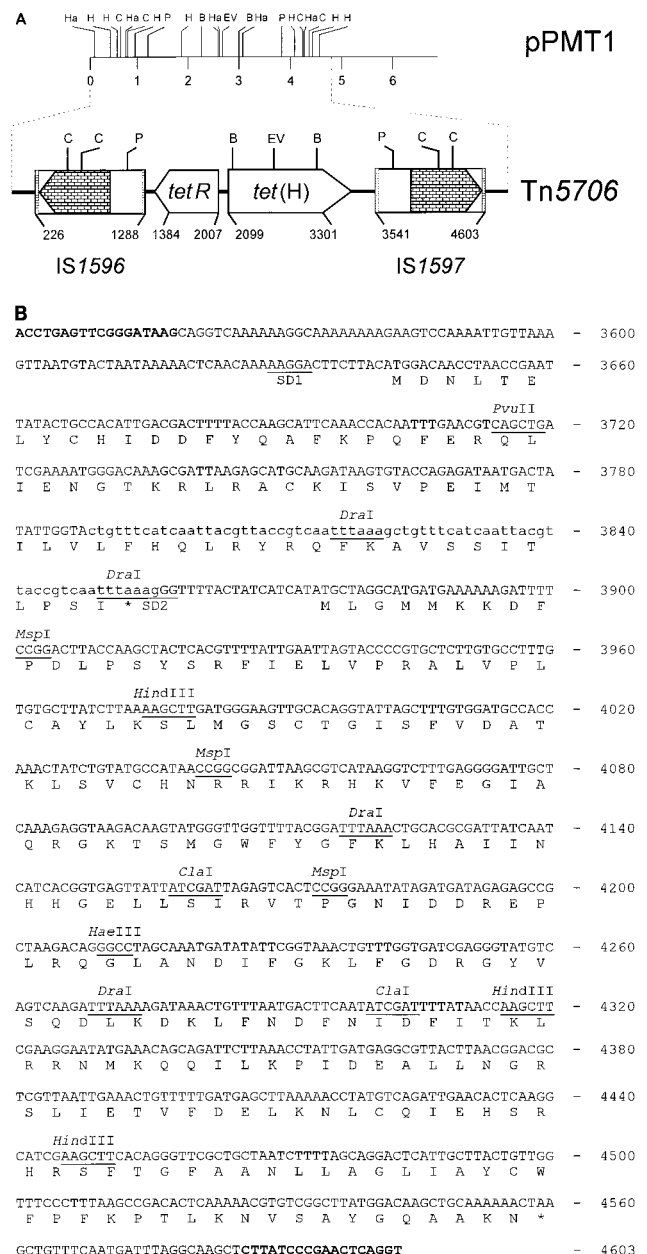 A
Ha H H C Ha C H P H B Ha EV B Ha P H C Ha C H H
pPMT1
0 1 2 3 4 5 6
C C P B EV B P C C
tetR tet(H)
Tn5706
226 1288 1384 2007 2099 3301 3541 4603
IS1596 IS1597
B
ACCTGAGTTCGGGATAAGCAGGTCAAAAAAGGCAAAAAAAAGAAGTCCAAAATTGTTAAA - 3600
GTTAATGTACTAATAAAAACTCAACAAAAAGGACTTCTTACATGGACAACCTAACCGAAT - 3660
SD1 M D N L T E
PvuII
TATACTGCCACATTGACGACTTTTACCAAGCATTCAAACCACAATTTGAACGTCAGCTGA - 3720
L Y C H I D D F Y Q A F K P Q F E R Q L
TCGAAAATGGGACAAAGCGATTAAGAGCATGCAAGATAAGTGTACCAGAGATAATGACTA - 3780
I E N G T K R L R A C K I S V P E I M T
DraI
TATTGGTActgtttcatcaattacgttaccgtcaatttaaagctgtttcatcaattacgt - 3840
I L V L F H Q L R Y R Q F K A V S S I T
DraI
taccgtcaatttaaagGGTTTTACTATCATCATATGCTAGGCATGATGAAAAAAGATTTT - 3900
L P S I * SD2 M L G M M K K D F
MspI
CCGGACTTACCAAGCTACTCACGTTTTATTGAATTAGTACCCCGTGCTCTTGTGCCTTTG - 3960
P D L P S Y S R F I E L V P R A L V P L
HindIII
TGTGCTTATCTTAAAAGCTTGATGGGAAGTTGCACAGGTATTAGCTTTGTGGATGCCACC - 4020
C A Y L K S L M G S C T G I S F V D A T
MspI
AAACTATCTGTATGCCATAACCGGCGGATTAAGCGTCATAAGGTCTTTGAGGGGATTGCT - 4080
K L S V C H N R R I K R H K V F E G I A
DraI
CAAAGAGGTAAGACAAGTATGGGTTGGTTTTACGGATTTAAACTGCACGCGATTATCAAT - 4140
Q R G K T S M G W F Y G F K L H A I I N
ClaI MspI
CATCACGGTGAGTTATTATCGATTAGAGTCACTCCGGGAAATATAGATGATAGAGAGCCG - 4200
H H G E L L S I R V T P G N I D D R E P
HaeIII
CTAAGACAGGGCCTAGCAAATGATATATTCGGTAAACTGTTTGGTGATCGAGGGTATGTC - 4260
L R Q G L A N D I F G K L F G D R G Y V
DraI ClaI HindIII
AGTCAAGATTTAAAAGATAAACTGTTTAATGACTTCAATATCGATTTTATAACCAAGCTT - 4320
S Q D L K D K L F N D F N I D F I T K L
CGAAGGAATATGAAACAGCAGATTCTTAAACCTATTGATGAGGCGTTACTTAACGGACGC - 4380
R R N M K Q Q I L K P I D E A L L N G R
TCGTTAATTGAAACTGTTTTTGATGAGCTTAAAAACCTATGTCAGATTGAACACTCAAGG - 4440
S L I E T V F D E L K N L C Q I E H S R
HindIII
CATCGAAGCTTCACAGGGTTCGCTGCTAATCTTTTAGCAGGACTCATTGCTTACTGTTGG - 4500
H R S F T G F A A N L L A G L I A Y C W
TTTCCCTTTAAGCCGACACTCAAAAACGTGTCGGCTTATGGACAAGCTGCAAAAAACTAA - 4560
F P F K P T L K N V S A Y G Q A A K N *
GCTGTTTCAATGATTTAGGCAAGCTCTTATCCCGAACTCAGGT - 4603